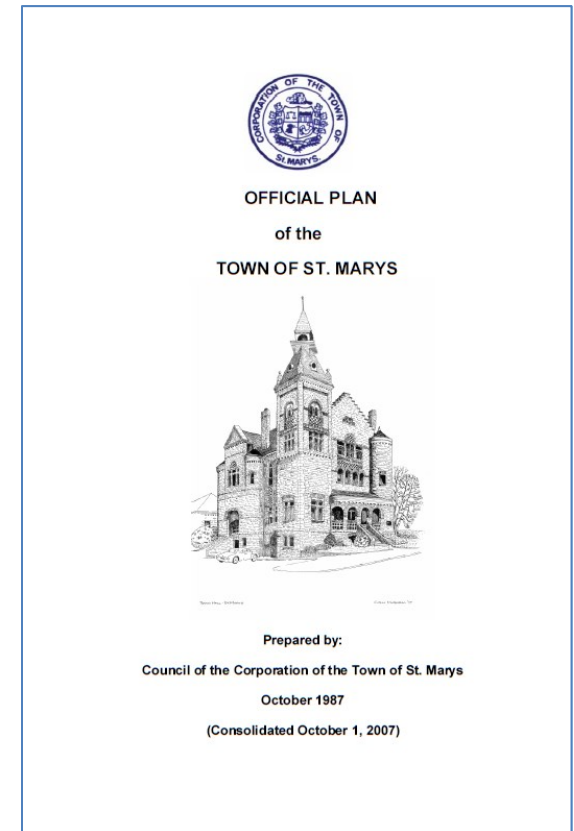 CORPORATION OF THE TOWN OF
ST. MARYS.
OFFICIAL PLAN
of the
TOWN OF ST. MARYS
Prepared by:
Council of the Corporation of the Town of St. Marys
October 1987
(Consolidated October 1, 2007)